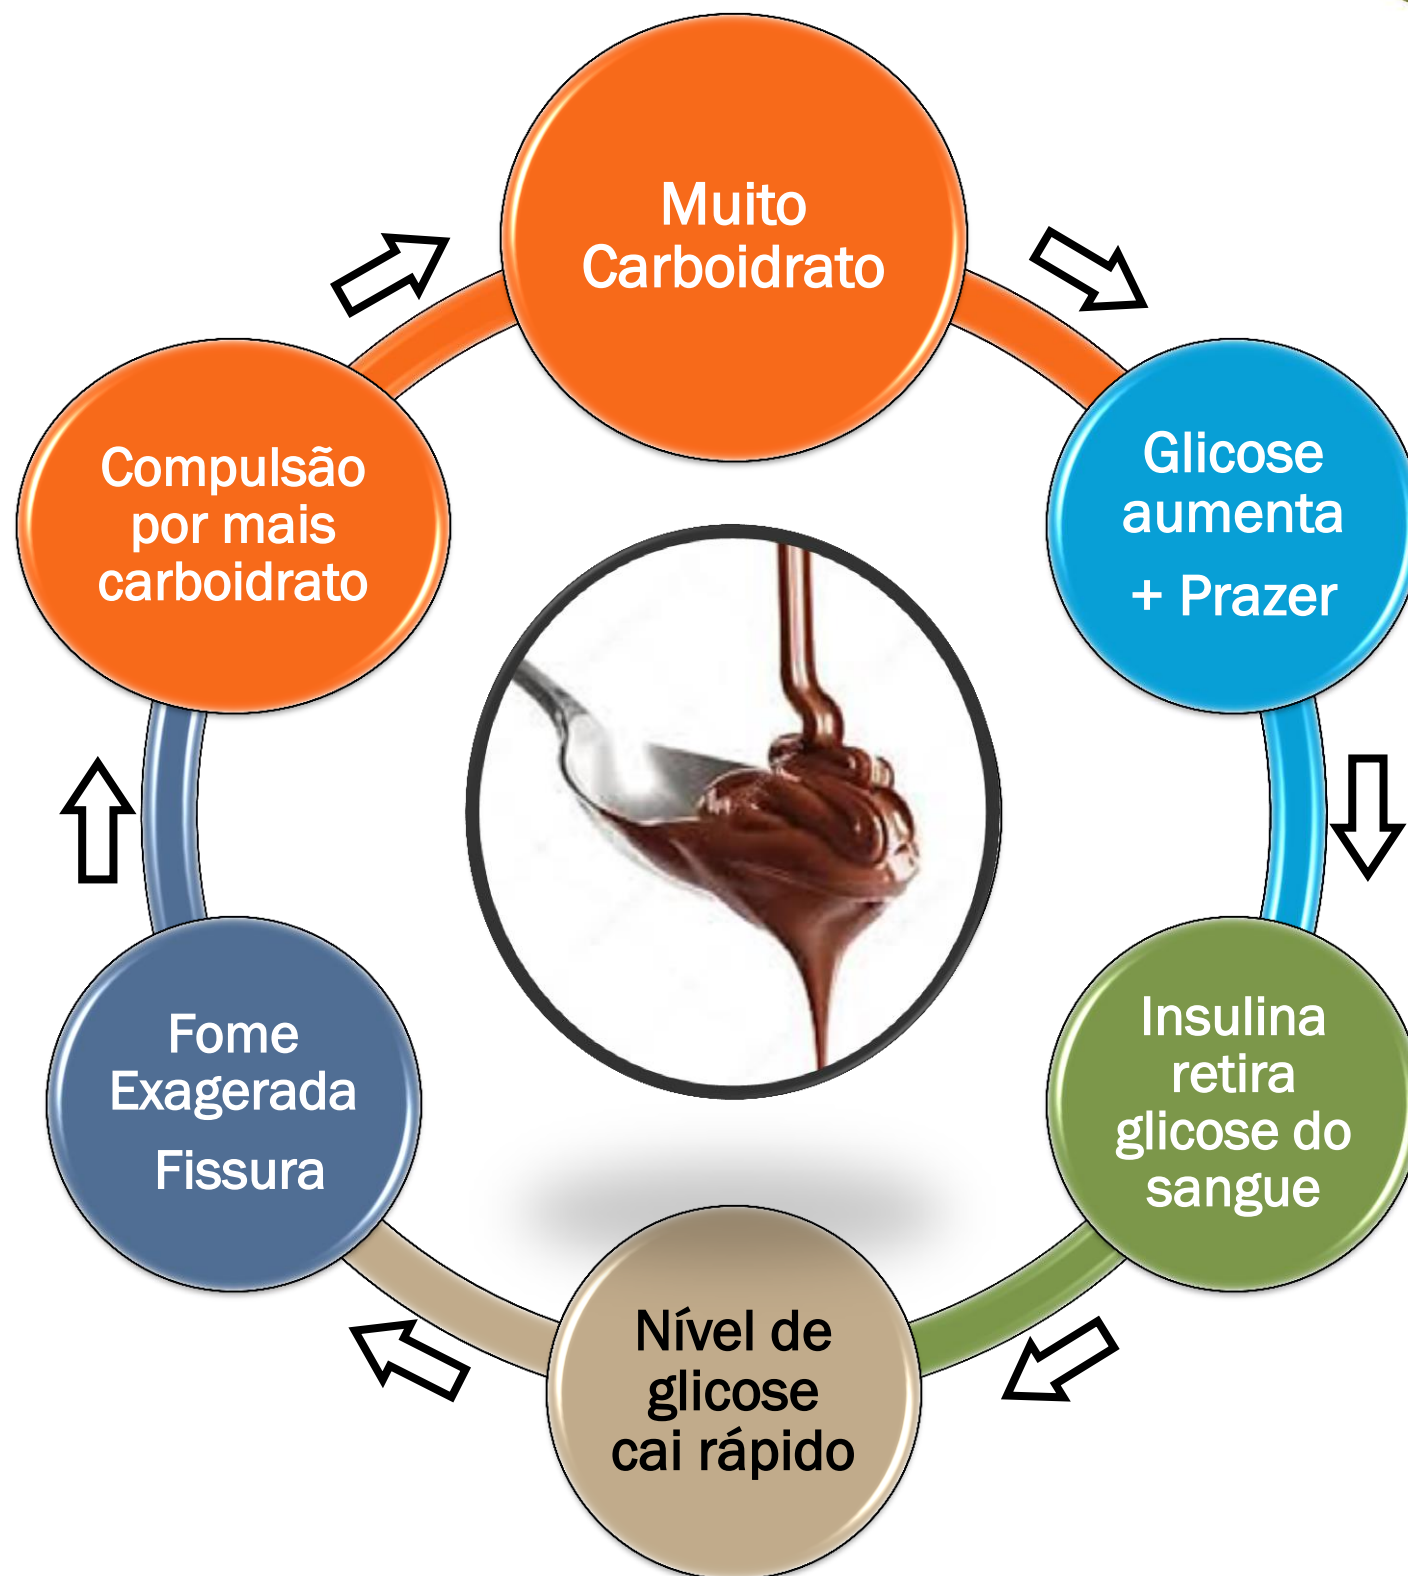 Muito
Carboidrato
Glicose
aumenta
+ Prazer
Insulina
retira
glicose do
sangue
Nível de
glicose
cai rápido
Fome
Exagerada
Fissura
Compulsão
por mais
carboidrato